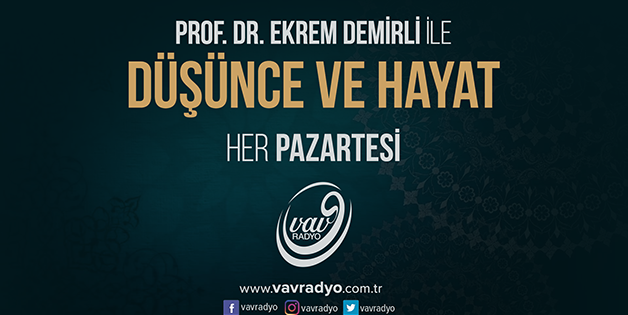 PROF. DR. EKREM DEMİRLİ İLE
DÜŞÜNCE VE HAYAT
HER PAZARTESİ
vav
RADYO
www.vavradyo.com.tr
vavradyo vavradyo vavradyo